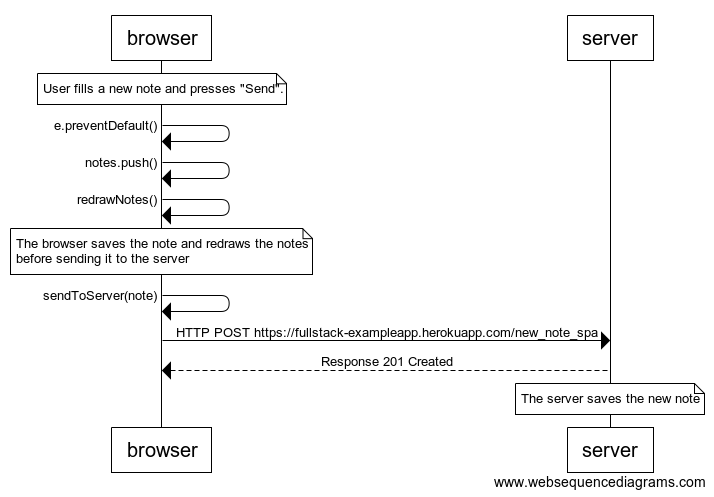 browser
server
User fills a new note and presses "Send".
e.preventDefault()
notes.push()
redrawNotes()
The browser saves the note and redraws the notes
before sending it to the server
sendToServer(note)
HTTP POST https://fullstack-exampleapp.herokuapp.com/new_note_spa
Response 201 Created
The server saves the new note
browser
server
www.websequencediagrams.com